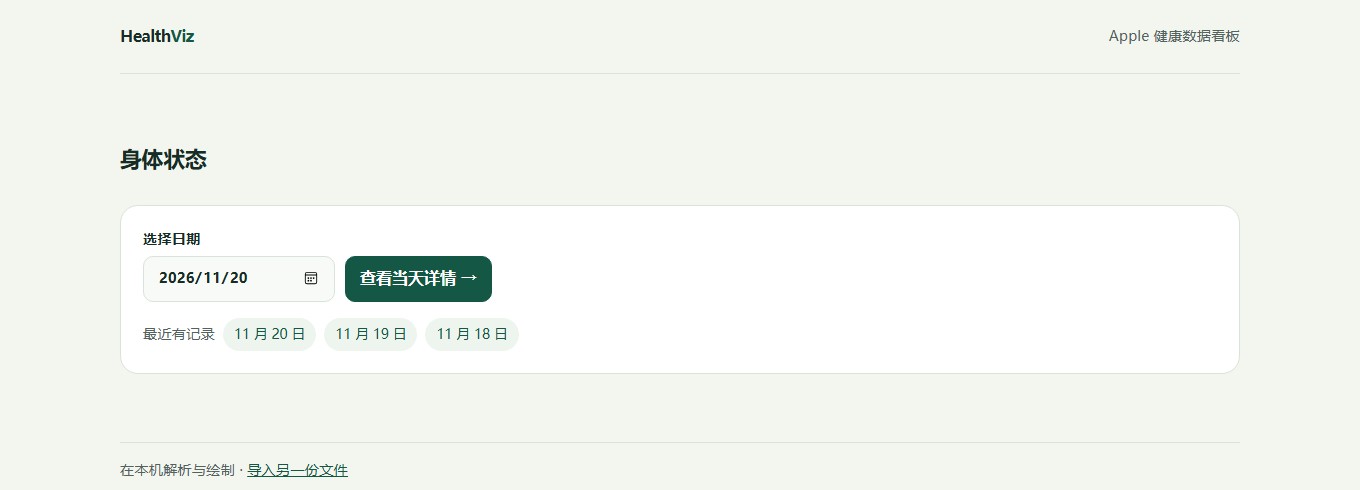 HealthViz
Apple 健康数据看板
身体状态
选择日期
2026/11/20
查看当天详情 →
最近有记录 11 月 20 日 11 月 19 日 11 月 18 日
在本机解析与绘制 · 导入另一份文件